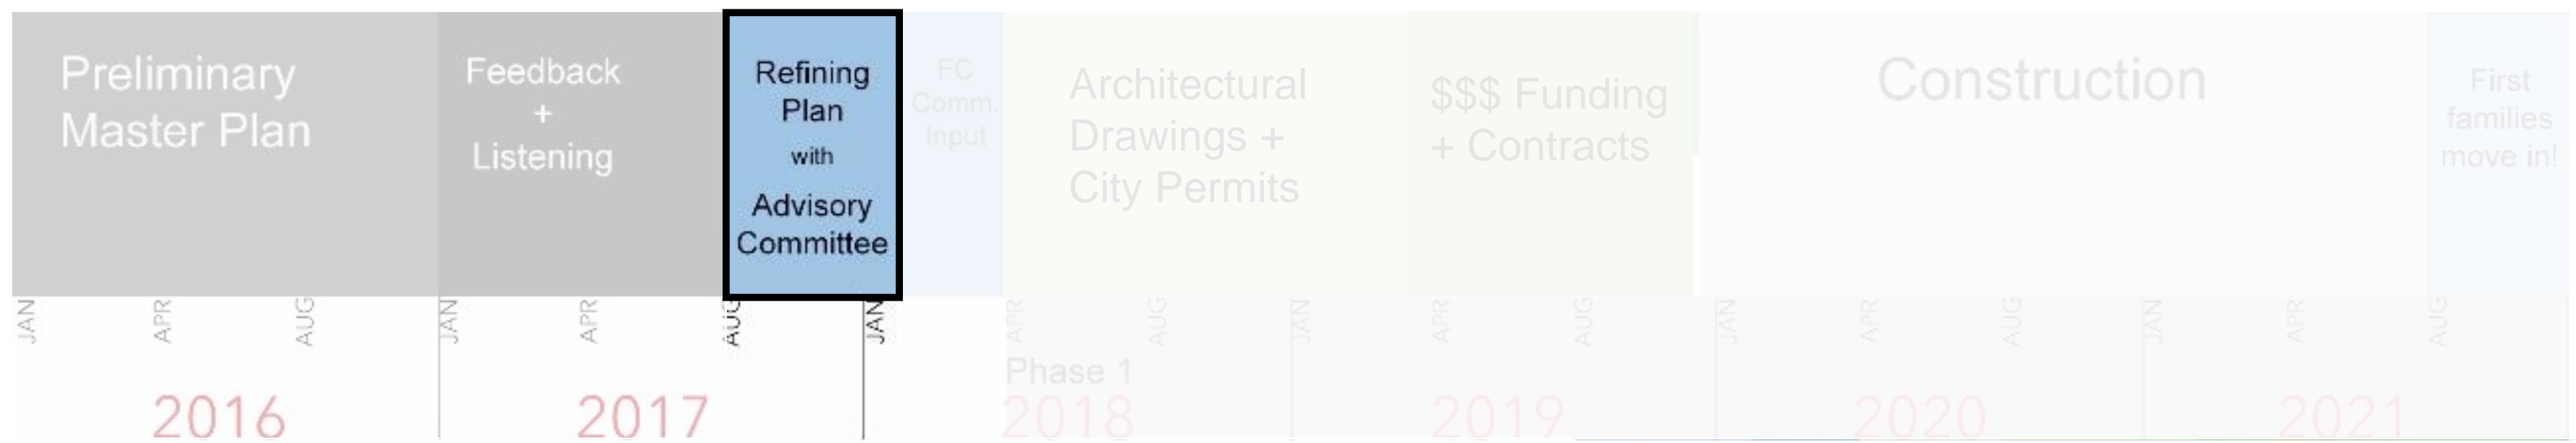 Preliminary
Master Plan
Feedback
+
Listening
Refining
Plan
with
Advisory
Committee
FC
Comm.
Input
Architectural
Drawings +
City Permits
$$$ Funding
+ Contracts
Construction
First
families
move in!
JAN APR AUG JAN APR AUG JAN APR AUG JAN APR AUG JAN APR AUG JAN APR AUG
Phase 1
2016 2017 2018 2019 2020 2021